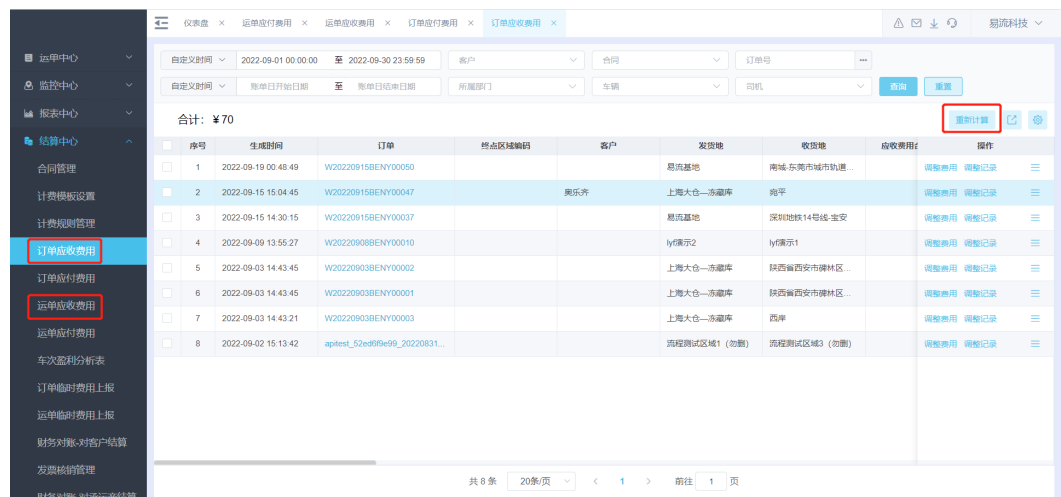 仪表盘 × 运单应付费用 × 运单应收费用 × 订单应付费用 × 订单应收费用 × 易流科技
运单中心
监控中心
报表中心
结算中心
合同管理
计费模板设置
计费规则管理
订单应收费用
订单应付费用
运单应收费用
运单应付费用
车次盈利分析表
订单临时费用上报
运单临时费用上报
财务对账-对客户结算
发票核销管理
财务对账-对承运商结算
自定义时间 2022-09-01 00:00:00 至 2022-09-30 23:59:59 客户 合同 订单号 •••
自定义时间 账单日开始日期 至 账单日结束日期 所属部门 车辆 司机 查询 重置
合计: ¥70 重新计算
序号 生成时间 订单 终点区域编码 客户 发货地 收货地 应收费用合 操作
1 2022-09-19 00:48:49 W20220915BENY00050 易流基地 南城-东莞市城市轨道... 调整费用 调整记录
2 2022-09-15 15:04:45 W20220915BENY00047 奥乐齐 上海大仓—冻藏库 宛平 调整费用 调整记录
3 2022-09-15 14:30:15 W20220915BENY00037 易流基地 深圳地铁14号线-宝安 调整费用 调整记录
4 2022-09-09 13:55:27 W20220908BENY00010 lyf演示2 lyf演示1 调整费用 调整记录
5 2022-09-03 14:43:45 W20220903BENY00002 上海大仓—冻藏库 陕西省西安市碑林区... 调整费用 调整记录
6 2022-09-03 14:43:45 W20220903BENY00001 上海大仓—冻藏库 陕西省西安市碑林区... 调整费用 调整记录
7 2022-09-03 14:43:21 W20220903BENY00003 上海大仓—冻藏库 西岸 调整费用 调整记录
8 2022-09-02 15:13:42 apitest_52ed6f9e99_20220831... 流程测试区域1 (勿删) 流程测试区域3 (勿删) 调整费用 调整记录
共 8 条 20条/页 < 1 > 前往 1 页